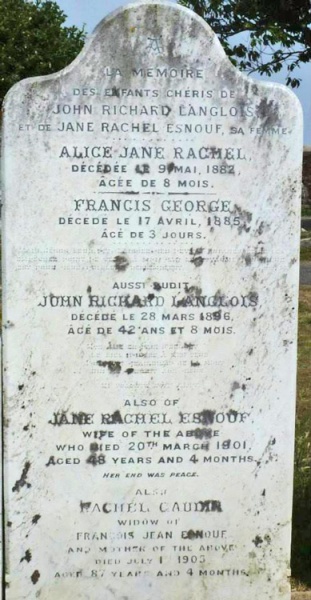 À LA MEMOIRE
DES ENFANTS CHÉRIS DE
JOHN RICHARD LANGLOIS
ET DE JANE RACHEL ESNOUF, SA FEMME
ALICE JANE RACHEL,
DÉCÉDÉE LE 9 MAI, 1882,
AGÉE DE 8 MOIS.
FRANCIS GEORGE,
DÉCÉDÉ LE 17 AVRIL, 1885,
ÂGÉ DE 3 JOURS.
AUSSI DUDIT
JOHN RICHARD LANGLOIS,
DÉCÉDÉ LE 28 MARS 1896,
ÂGÉ DE 42 ANS ET 8 MOIS.
ALSO OF
JANE RACHEL ESNOUF
WIFE OF THE ABOVE
WHO DIED 20TH MARCH 1901,
AGED 48 YEARS AND 4 MONTHS.
HER END WAS PEACE.
ALSO
RACHEL CAUDIN
WIDOW OF
FRANÇOIS JEAN ESNOUF
AND MOTHER OF THE ABOVE
DIED JULY 1 1905
AGED 87 YEARS AND 4 MONTHS.